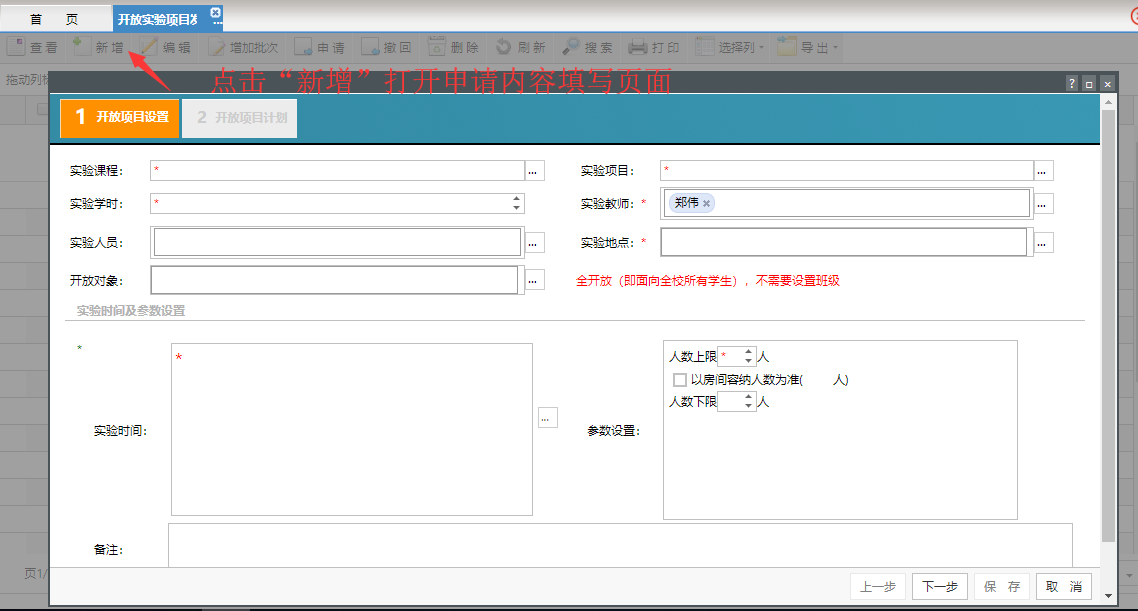 首 页
开放实验项目发 ...
查看 新增 编辑 增加批次 申请 撤回 删除 刷新 搜索 打印 选择列 导出
点击“新增”打开申请内容填写页面
拖动列标
1 开放项目设置 2 开放项目计划
实验课程: * ... 实验项目: * ...
实验学时: * 实验教师: * 郑伟 × ...
实验人员: ... 实验地点: * ...
开放对象: ... 全开放（即面向全校所有学生），不需要设置班级
实验时间及参数设置
*
* 人数上限 * 人
以房间容纳人数为准( 人)
人数下限 人
实验时间: ... 参数设置:
备注:
页1/
上一步 下一步 保 存 取 消